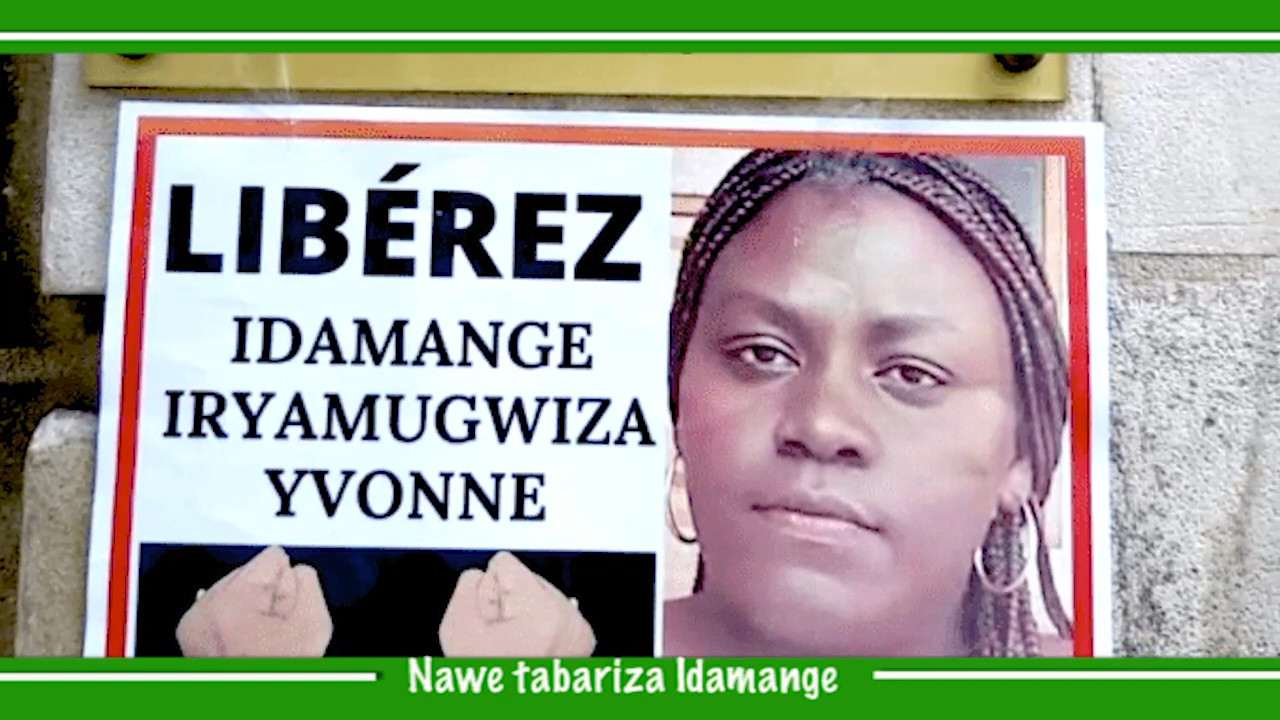 LIBÉREZ
IDAMANGE
IRYAMUGWIZA
YVONNE
Nawe tabariza Idamange